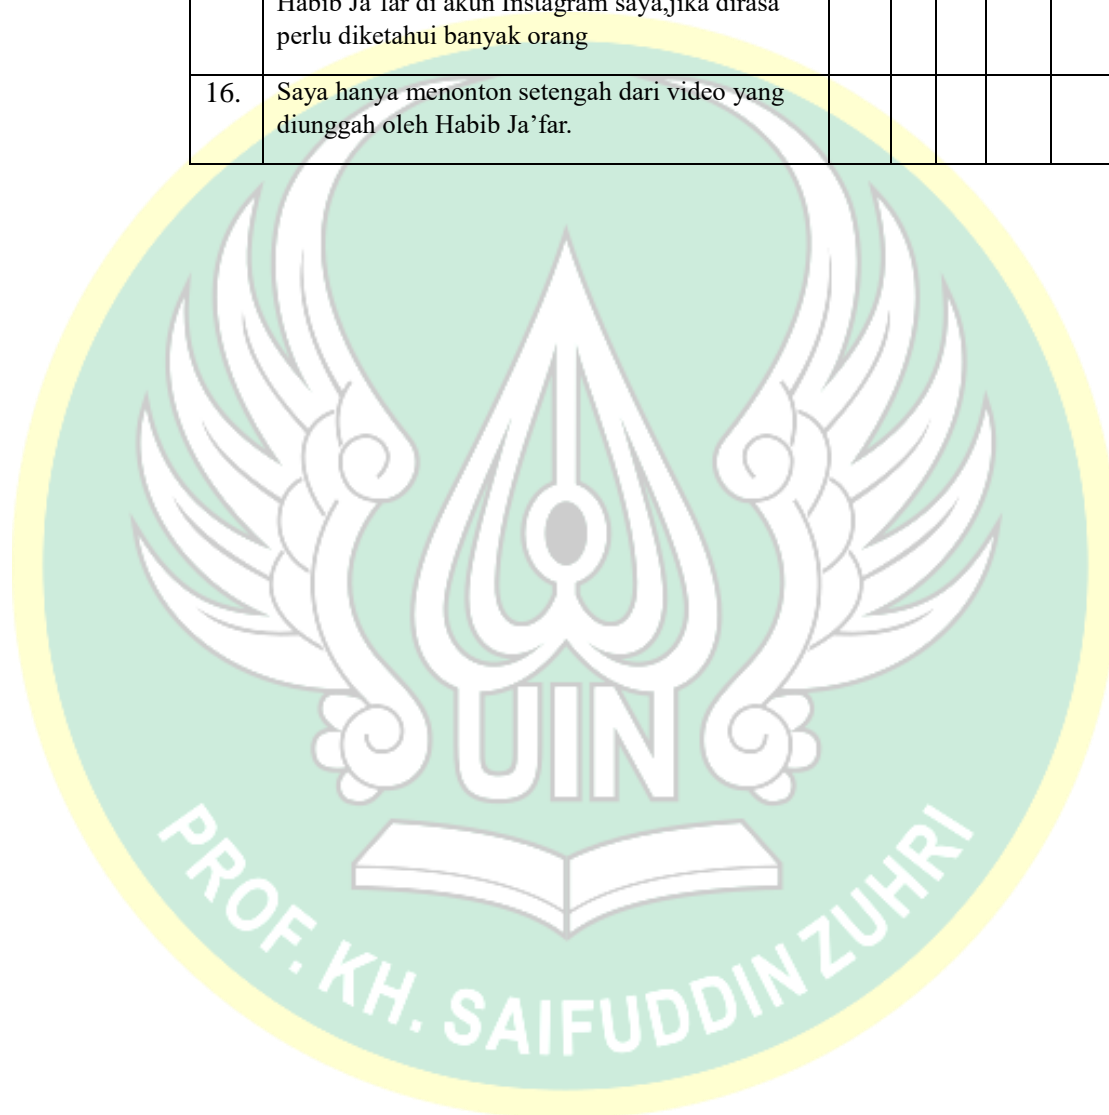 Habib Ja'far di akun Instagram saya,jika dirasa
perlu diketahui banyak orang
16.
Saya hanya menonton setengah dari video yang
diunggah oleh Habib Ja’far.
UIN
PROF. KH. SAIFUDDIN ZUHRI